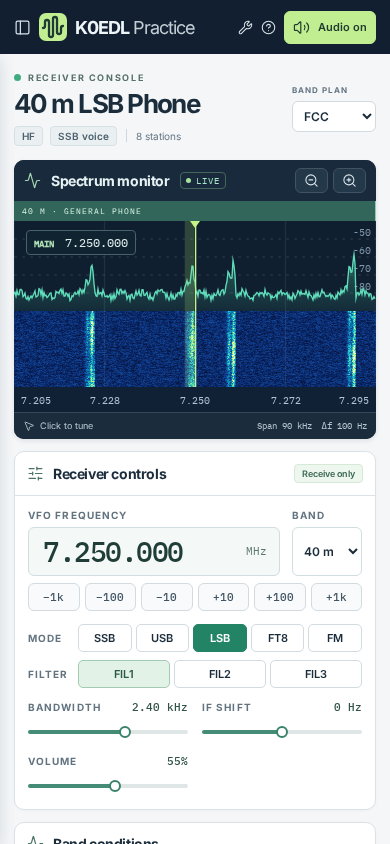 KØEDL Practice
Audio on
RECEIVER CONSOLE
40 m LSB Phone
BAND PLAN
FCC
HF
SSB voice
8 stations
Spectrum monitor
LIVE
40 M · GENERAL PHONE
MAIN 7.250.000
-50
-60
-70
-80
7.205 7.228 7.250 7.272 7.295
Click to tune
Span 90 kHz Δf 100 Hz
Receiver controls
Receive only
VFO FREQUENCY
BAND
7.250.000 MHz
40 m
−1k −100 −10 +10 +100 +1k
MODE SSB USB LSB FT8 FM
FILTER FIL1 FIL2 FIL3
BANDWIDTH 2.40 kHz IF SHIFT 0 Hz
VOLUME 55%
Band conditions